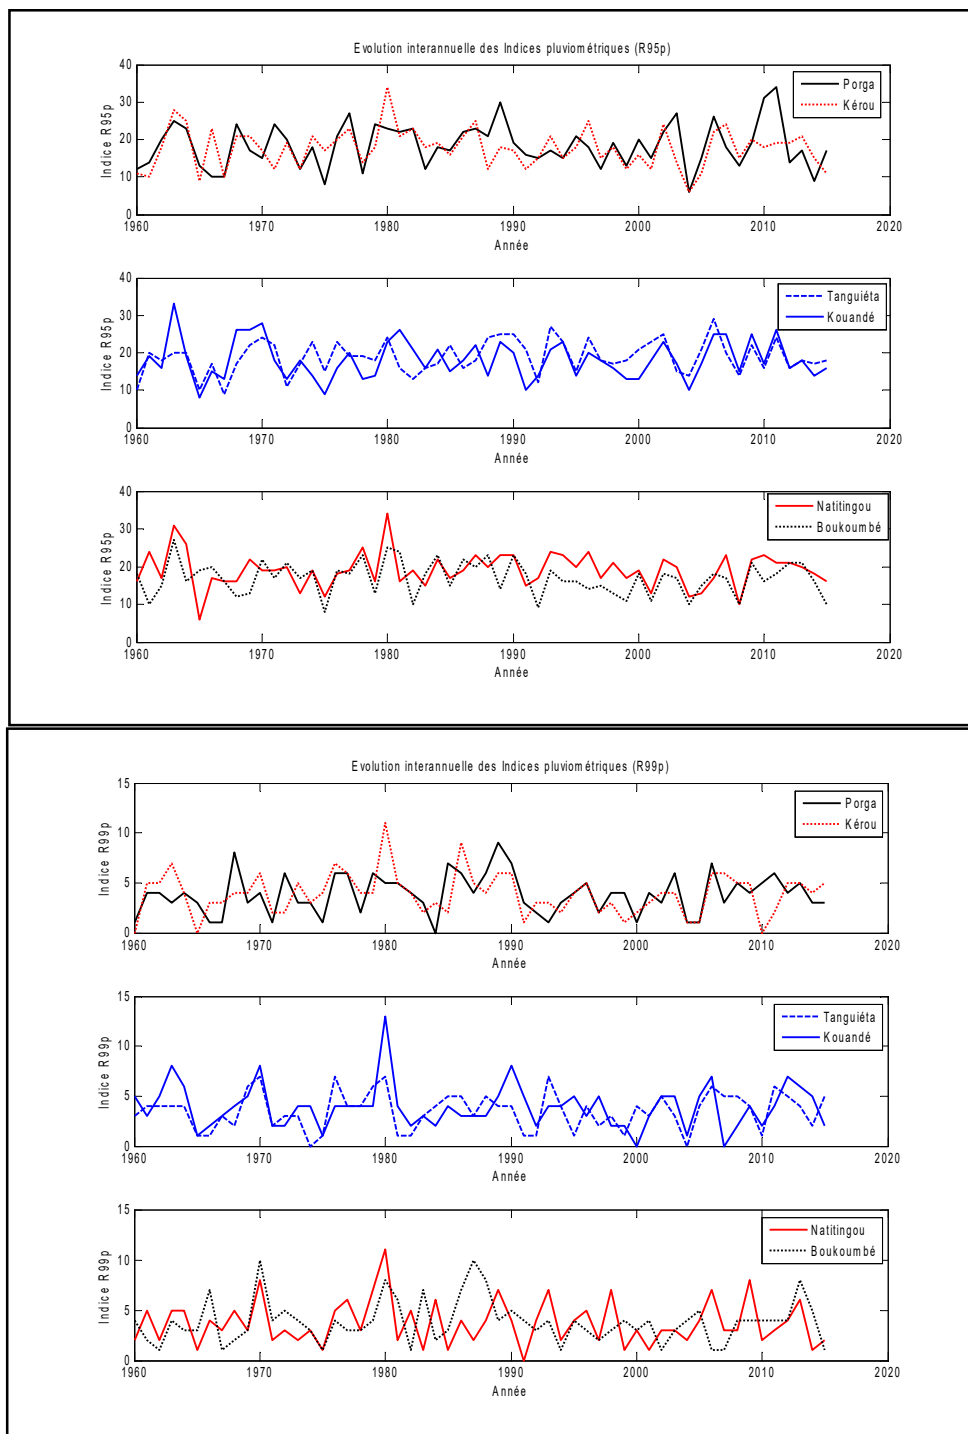 Evolution interannuelle des Indices pluviométriques (R95p)
40
30
20
10
0
Indice R95p
Porga
Kérou
1960 1970 1980 1990 2000 2010 2020
Année
40
30
20
10
0
Indice R95p
Tanguiéta
Kouandé
1960 1970 1980 1990 2000 2010 2020
Année
40
30
20
10
0
Indice R95p
Natitingou
Boukoumbé
1960 1970 1980 1990 2000 2010 2020
Année
Evolution interannuelle des Indices pluviométriques (R99p)
15
10
5
0
Indice R99p
Porga
Kérou
1960 1970 1980 1990 2000 2010 2020
Année
15
10
5
0
Indice R99p
Tanguiéta
Kouandé
1960 1970 1980 1990 2000 2010 2020
Année
15
10
5
0
Indice R99p
Natitingou
Boukoumbé
1960 1970 1980 1990 2000 2010 2020
Année